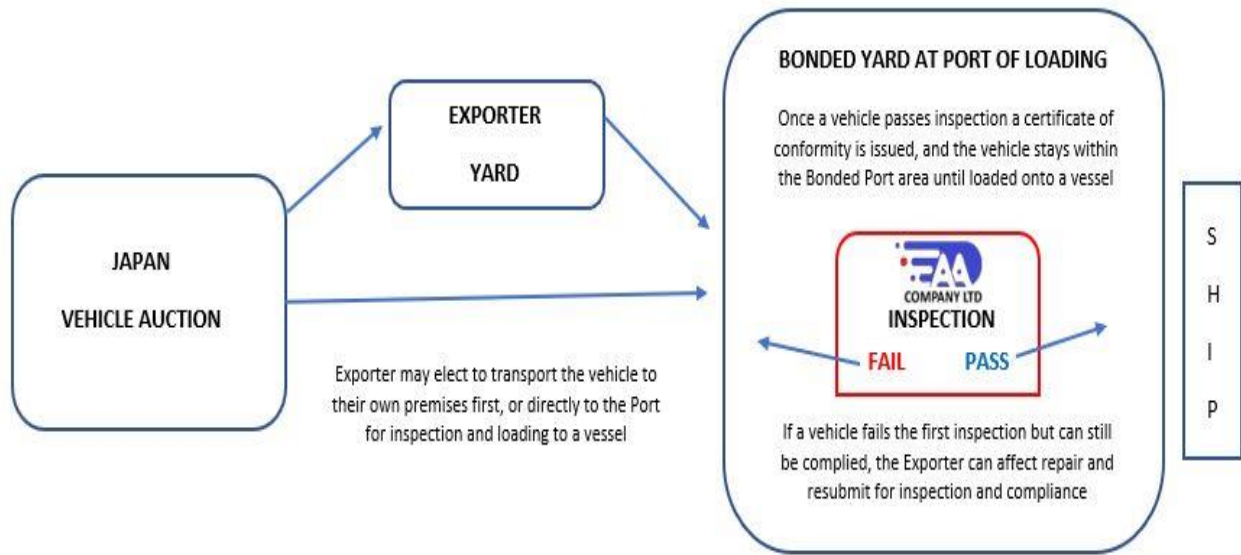 JAPAN
VEHICLE AUCTION
EXPORTER
YARD
Exporter may elect to transport the vehicle to
their own premises first, or directly to the Port
for inspection and loading to a vessel
BONDED YARD AT PORT OF LOADING
Once a vehicle passes inspection a certificate of
conformity is issued, and the vehicle stays within
the Bonded Port area until loaded onto a vessel
EAA
COMPANY LTD
INSPECTION
FAIL PASS
If a vehicle fails the first inspection but can still
be complied, the Exporter can affect repair and
resubmit for inspection and compliance
S
H
I
P